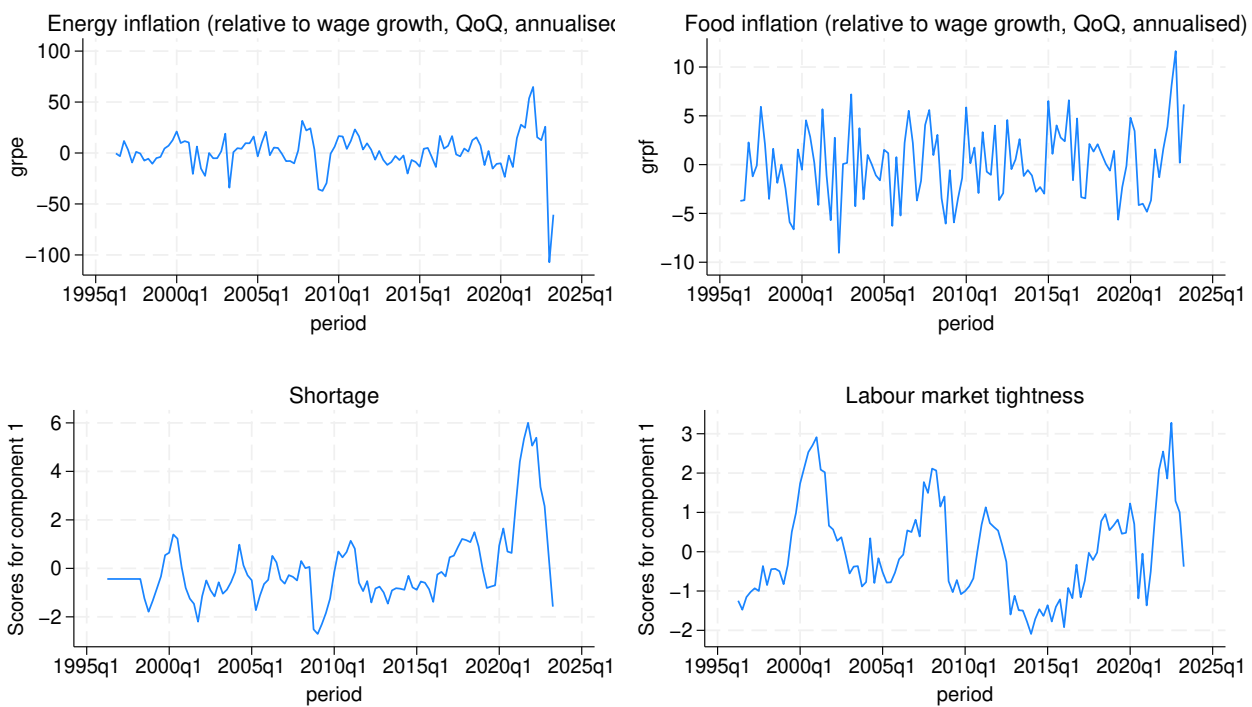 Energy inflation (relative to wage growth, QoQ, annualised
grpe
100
50
0
−50
−100
1995q1 2000q1 2005q1 2010q1 2015q1 2020q1 2025q1
period
Food inflation (relative to wage growth, QoQ, annualised)
grpf
10
5
0
−5
−10
1995q1 2000q1 2005q1 2010q1 2015q1 2020q1 2025q1
period
Shortage
Scores for component 1
6
4
2
0
−2
1995q1 2000q1 2005q1 2010q1 2015q1 2020q1 2025q1
period
Labour market tightness
Scores for component 1
3
2
1
0
−1
−2
1995q1 2000q1 2005q1 2010q1 2015q1 2020q1 2025q1
period